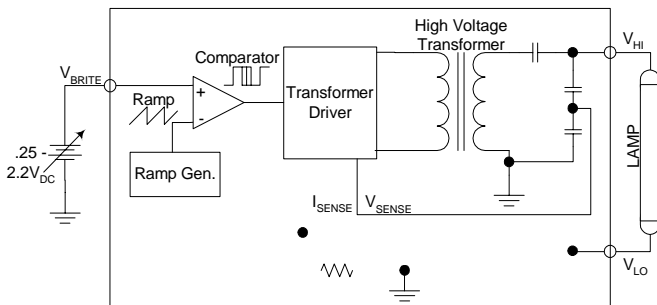 High Voltage
Transformer
V_HI
Comparator
V_BRITE
Ramp
+
-
Transformer
Driver
.25 -
2.2V_DC
Ramp Gen.
LAMP
I_SENSE
V_SENSE
V_LO